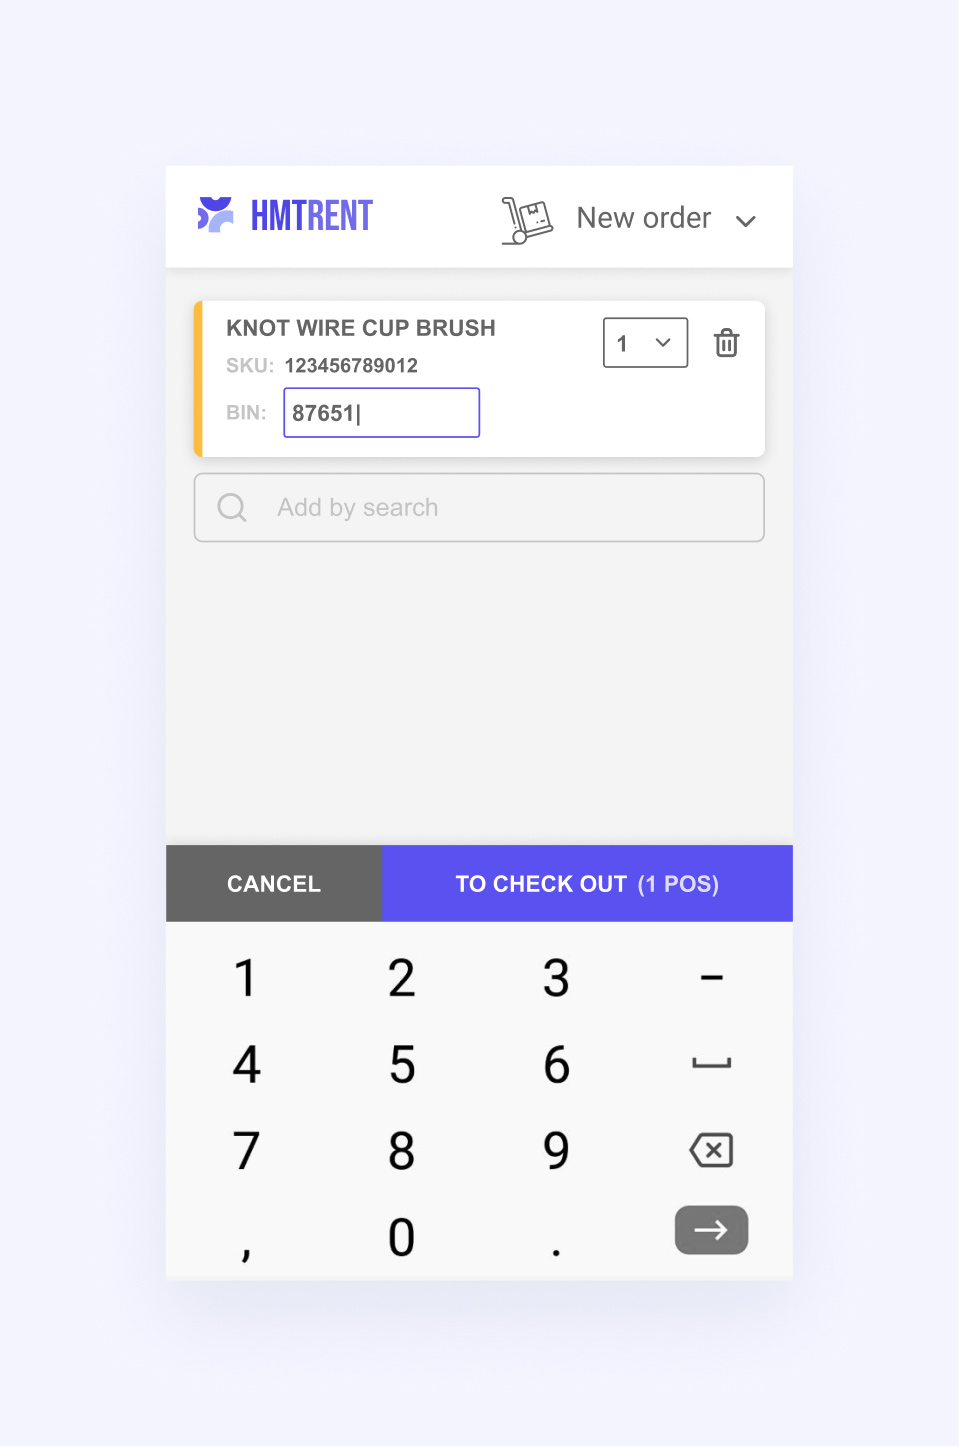 HMTRENT
New order
KNOT WIRE CUP BRUSH
1
SKU: 123456789012
BIN: 87651
Add by search
CANCEL
TO CHECK OUT (1 POS)
1 2 3 –
4 5 6
7 8 9
, 0 .